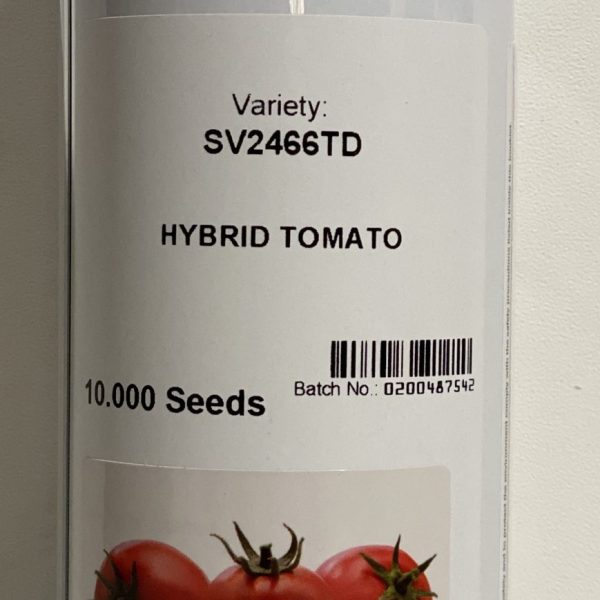 Variety:
SV2466TD
HYBRID TOMATO
Batch No.: 0200487542
10.000 Seeds